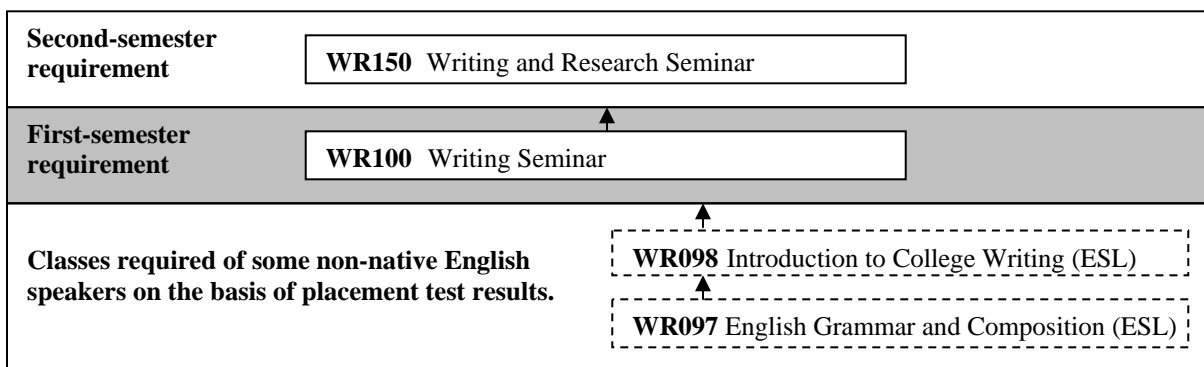 Second-semester
requirement
WR150 Writing and Research Seminar
First-semester
requirement
WR100 Writing Seminar
Classes required of some non-native English
speakers on the basis of placement test results.
WR098 Introduction to College Writing (ESL)
WR097 English Grammar and Composition (ESL)